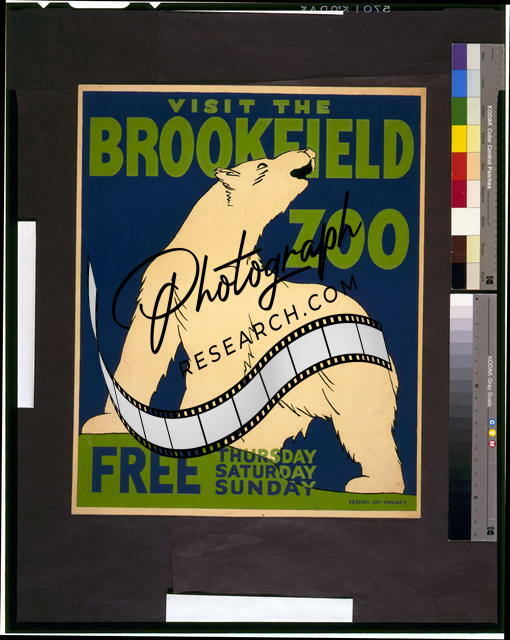 VISIT THE
BROOKFIELD
ZOO
Photograph
RESEARCH.COM
FREE
THURSDAY
SATURDAY
SUNDAY
FEDERAL ART PROJECT
KODAK Color Control Patches
KODAK Gray Scale
C
Y
M